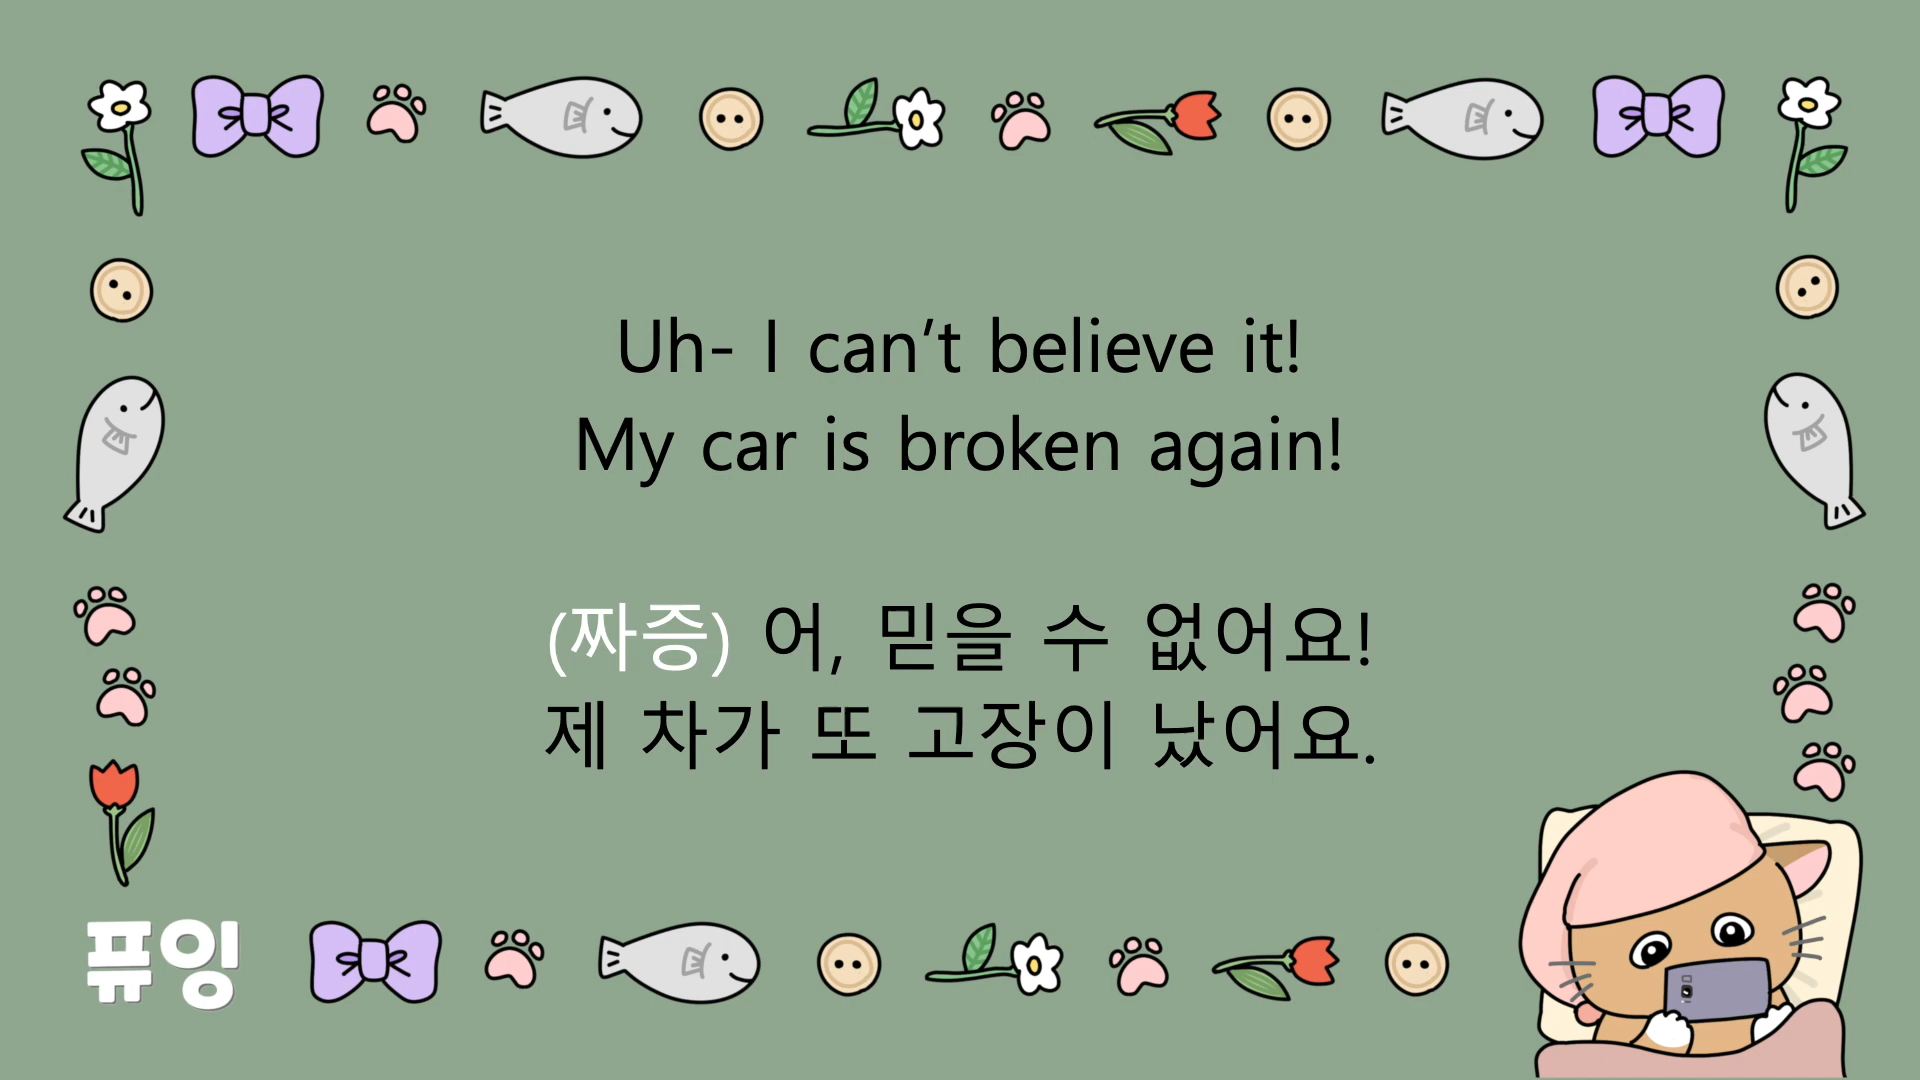 Uh- I can’t believe it!
My car is broken again!
(짜증) 어, 믿을 수 없어요!
제 차가 또 고장이 났어요.
퓨잉